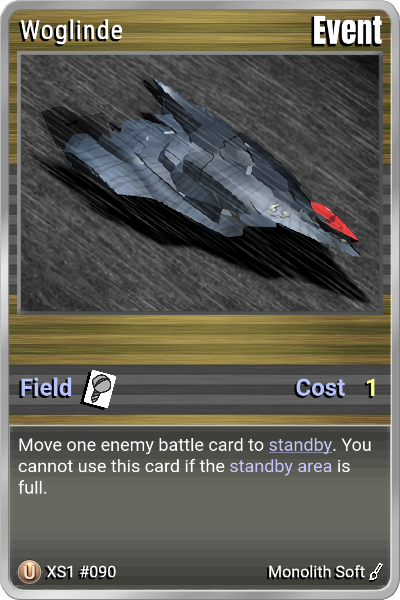 Woglinde
Event
Field
Cost 1
Move one enemy battle card to standby. You
cannot use this card if the standby area is
full.
U XS1 #090
Monolith Soft